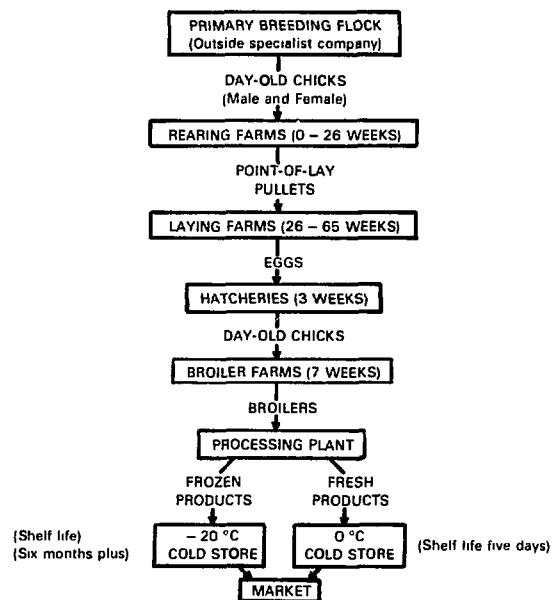 PRIMARY BREEDING FLOCK
(Outside specialist company)
DAY-OLD CHICKS
(Male and Female)
REARING FARMS (0 – 26 WEEKS)
POINT-OF-LAY
PULLETS
LAYING FARMS (26 – 65 WEEKS)
EGGS
HATCHERIES (3 WEEKS)
DAY-OLD CHICKS
BROILER FARMS (7 WEEKS)
BROILERS
PROCESSING PLANT
FROZEN
PRODUCTS
FRESH
PRODUCTS
(Shelf life)
(Six months plus)
– 20 °C
COLD STORE
0 °C
COLD STORE
(Shelf life five days)
MARKET